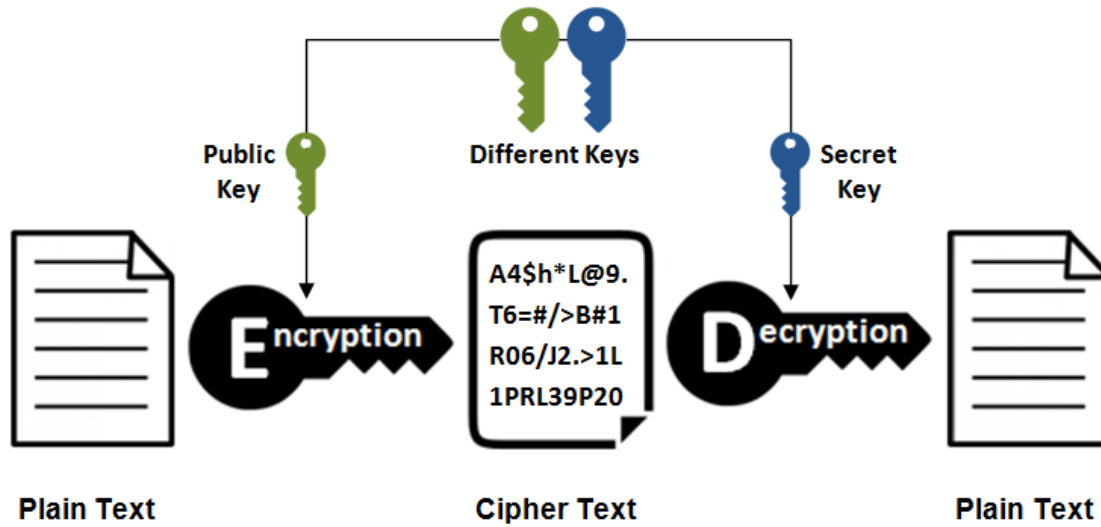 Public
Key
Different Keys
Secret
Key
Encryption
A4$h*L@9.
T6=#/>B#1
R06/J2.>1L
1PRL39P20
Decryption
Plain Text
Cipher Text
Plain Text